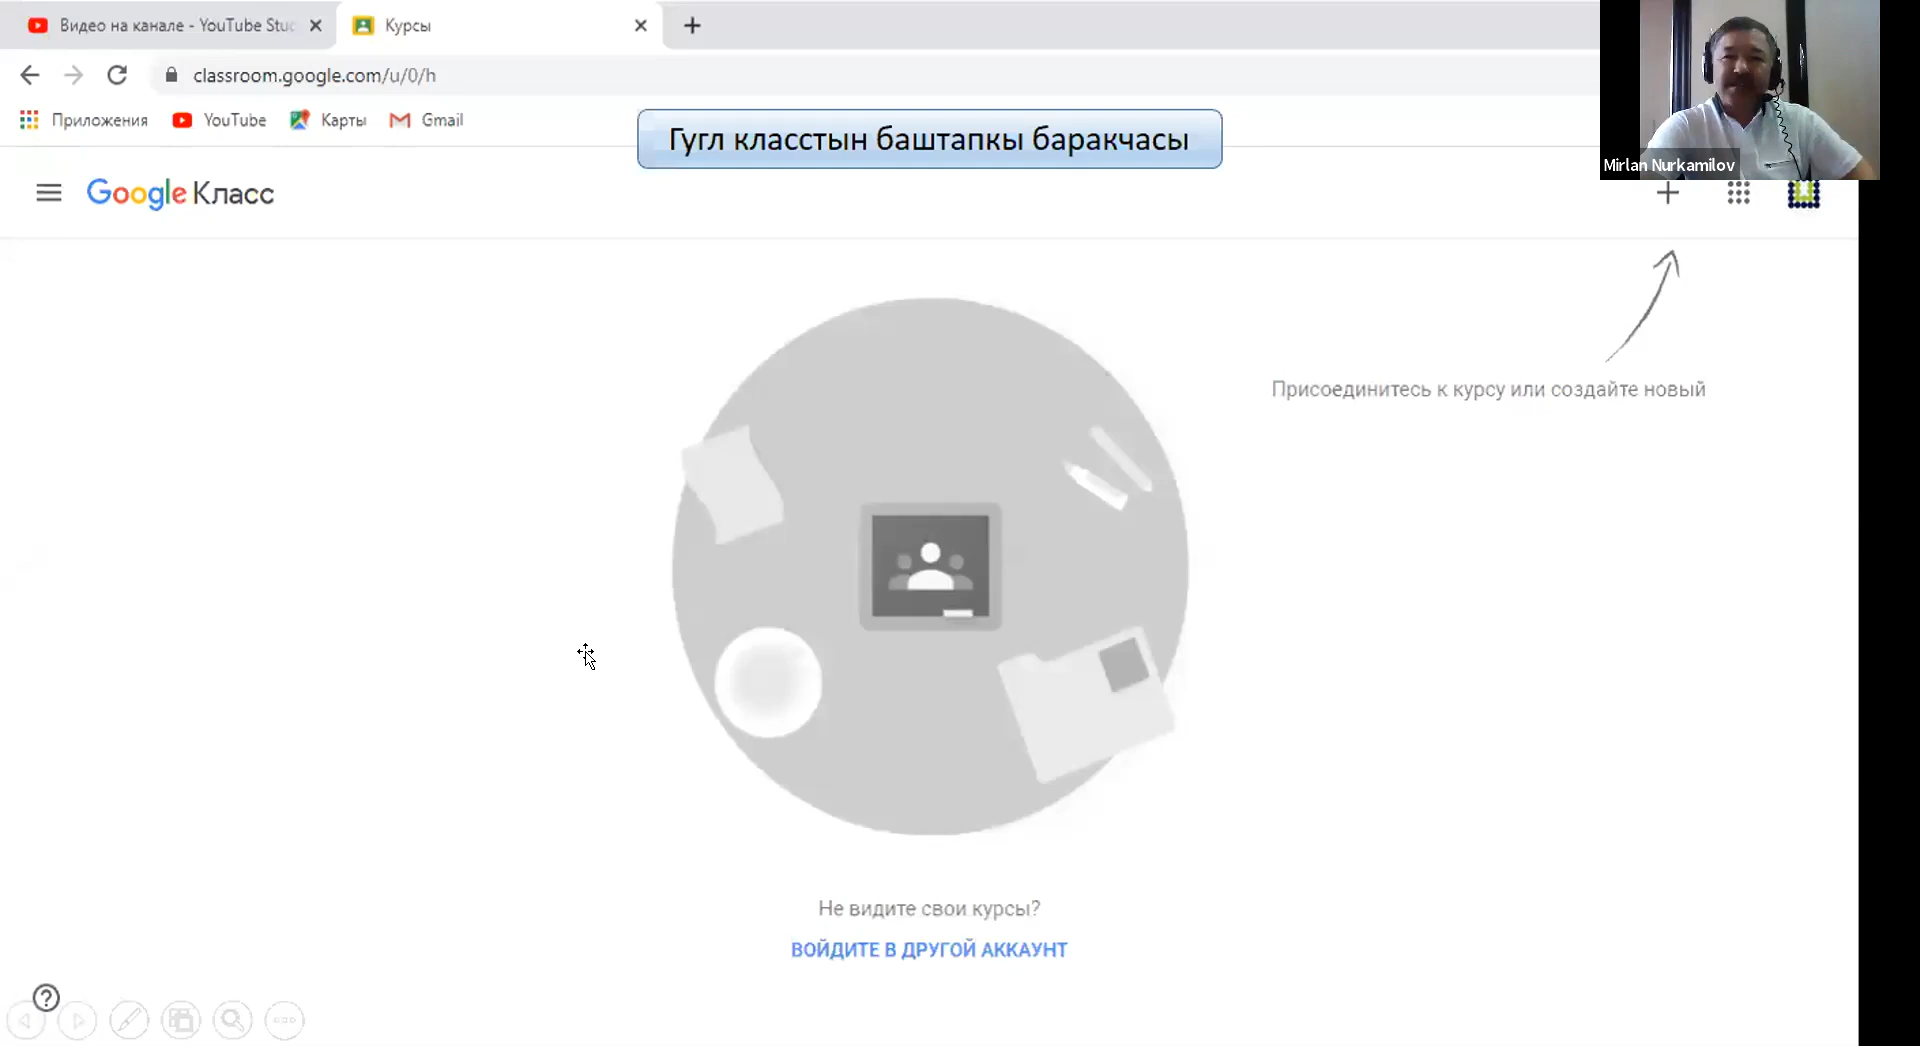 Видео на канале - YouTube Stuc
Курсы
classroom.google.com/u/0/h
Приложения
YouTube
Карты
Gmail
Гугл класстын баштапкы баракчасы
Mirlan Nurkamilov
Google Класс
Присоединитесь к курсу или создайте новый
Не видите свои курсы?
ВОЙДИТЕ В ДРУГОЙ АККАУНТ